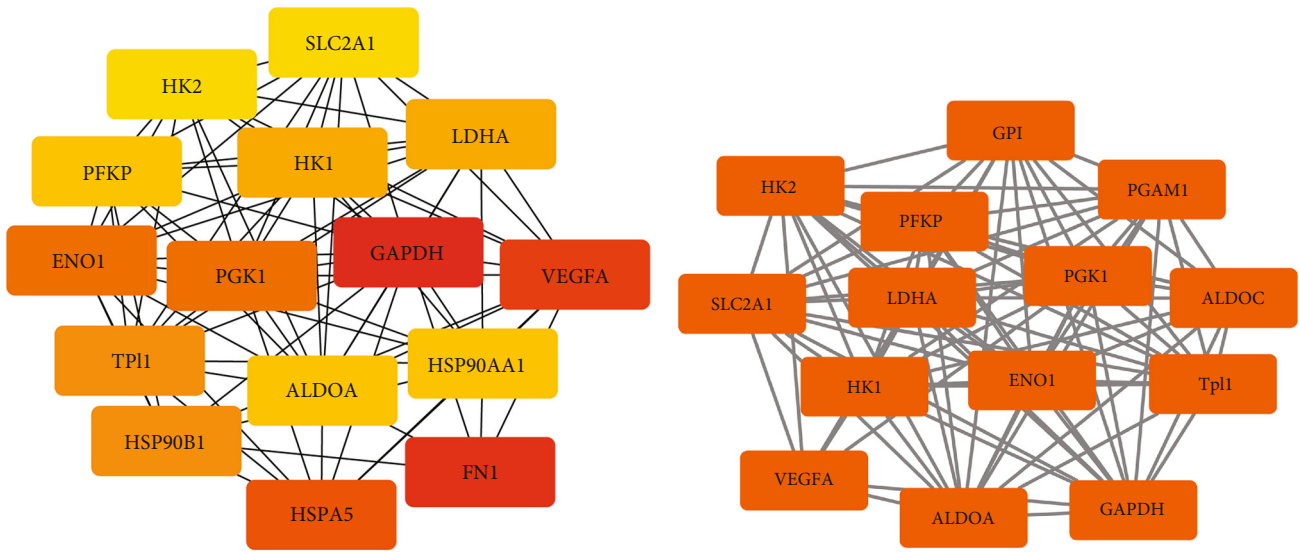 SLC2A1
HK2
LDHA
HK1
PFKP
GAPDH
ENO1
PGK1
VEGFA
TPl1
HSP90AA1
ALDOA
HSP90B1
FN1
HSPA5
GPI
HK2
PGAM1
PFKP
PGK1
SLC2A1
LDHA
ALDOC
HK1
ENO1
Tpl1
VEGFA
ALDOA
GAPDH